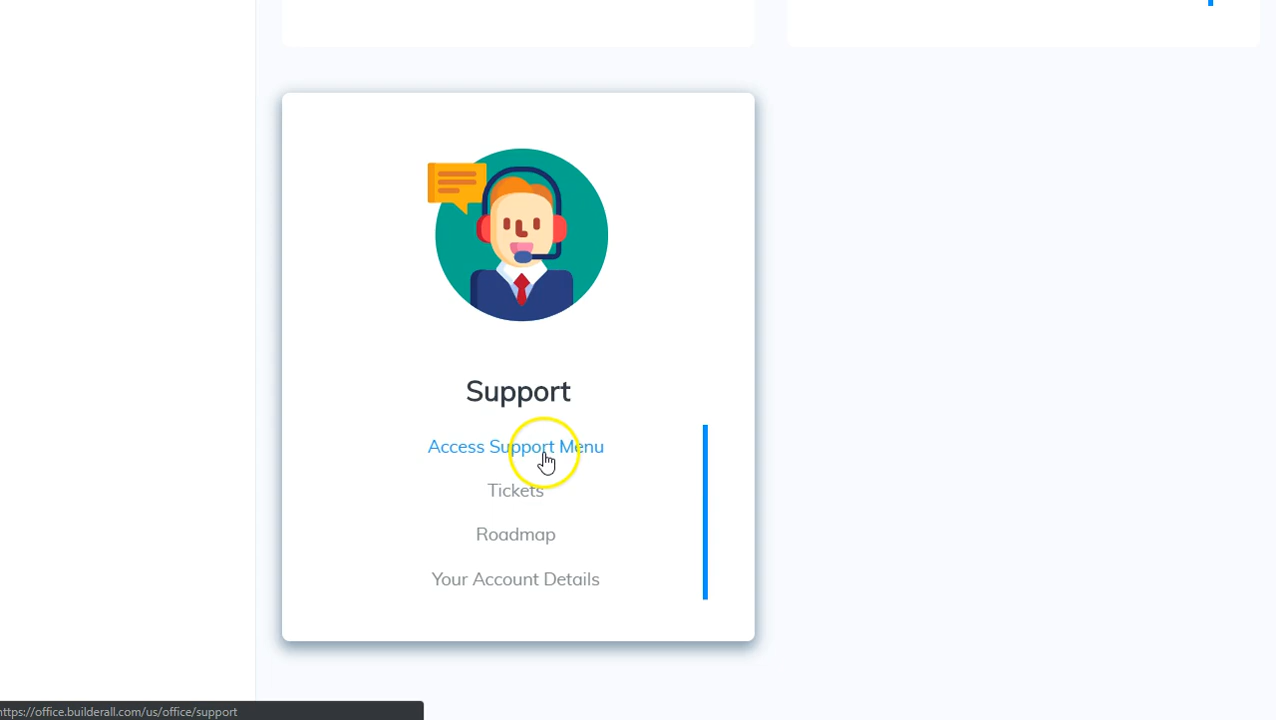 Support
Access Support Menu
Tickets
Roadmap
Your Account Details
https://office.builderall.com/us/office/support